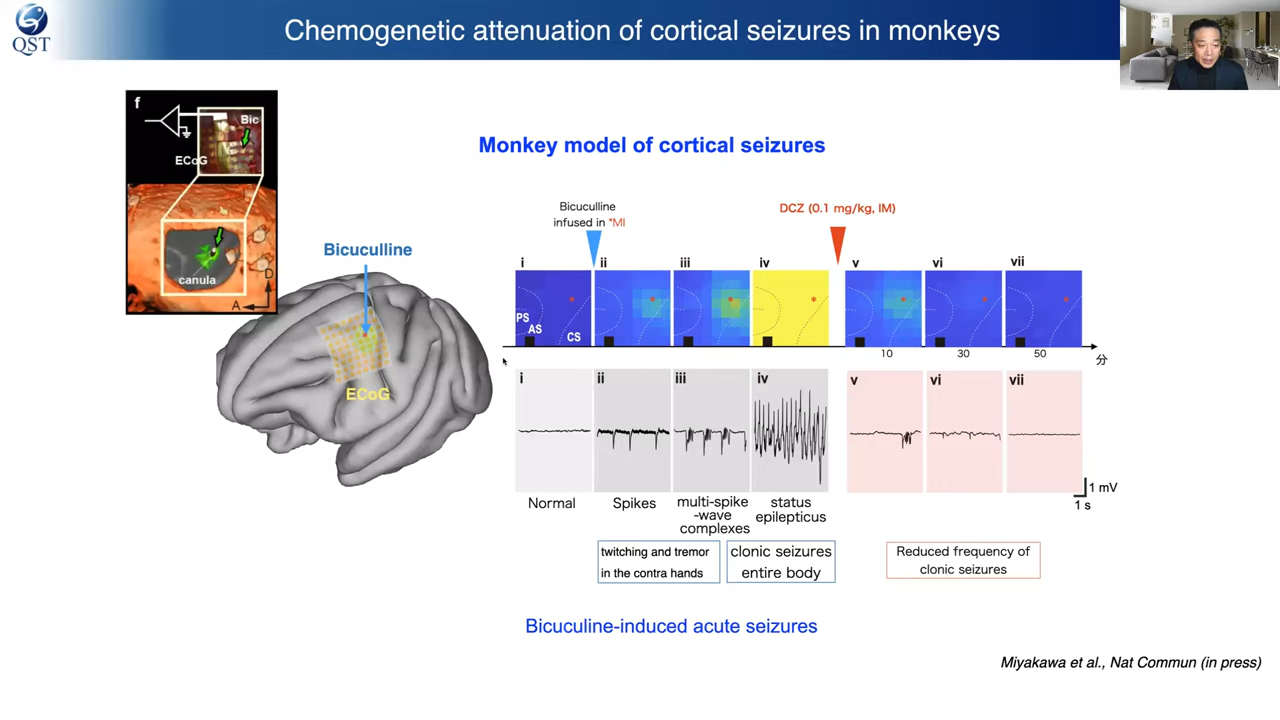 QST
Chemogenetic attenuation of cortical seizures in monkeys
f
Bic
ECoG
canula
D
A
Bicuculline
ECoG
Monkey model of cortical seizures
Bicuculline
infused in *MI
DCZ (0.1 mg/kg, IM)
i
ii
iii
iv
v
vi
vii
*
*
*
*
*
*
*
PS
AS
CS
10
30
50
分
i
ii
iii
iv
v
vi
vii
1 mV
1 s
Normal
Spikes
multi-spike
-wave
complexes
status
epilepticus
twitching and tremor
in the contra hands
clonic seizures
entire body
Reduced frequency of
clonic seizures
Bicuculine-induced acute seizures
Miyakawa et al., Nat Commun (in press)